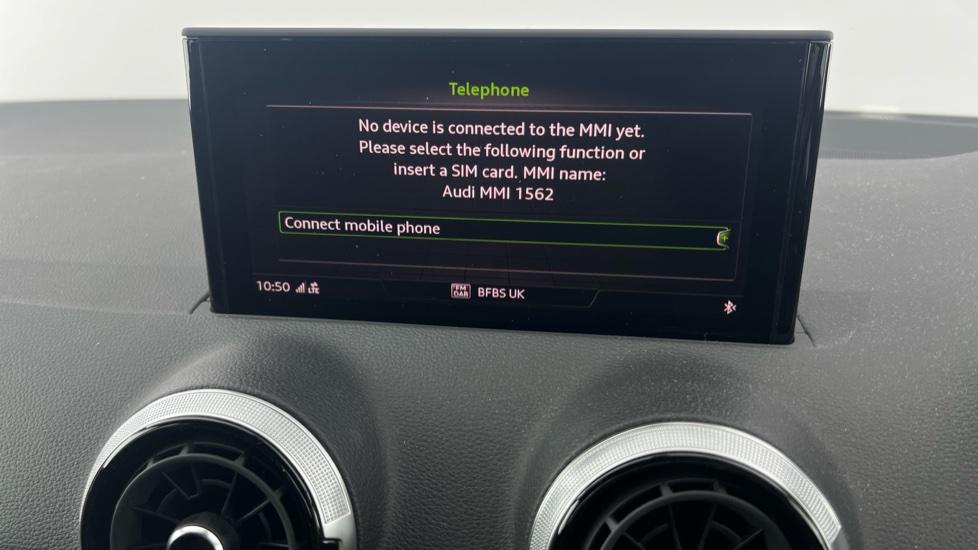 Telephone
No device is connected to the MMI yet.
Please select the following function or
insert a SIM card. MMI name:
Audi MMI 1562
Connect mobile phone
10:50 LTE FM DAB BFBS UK